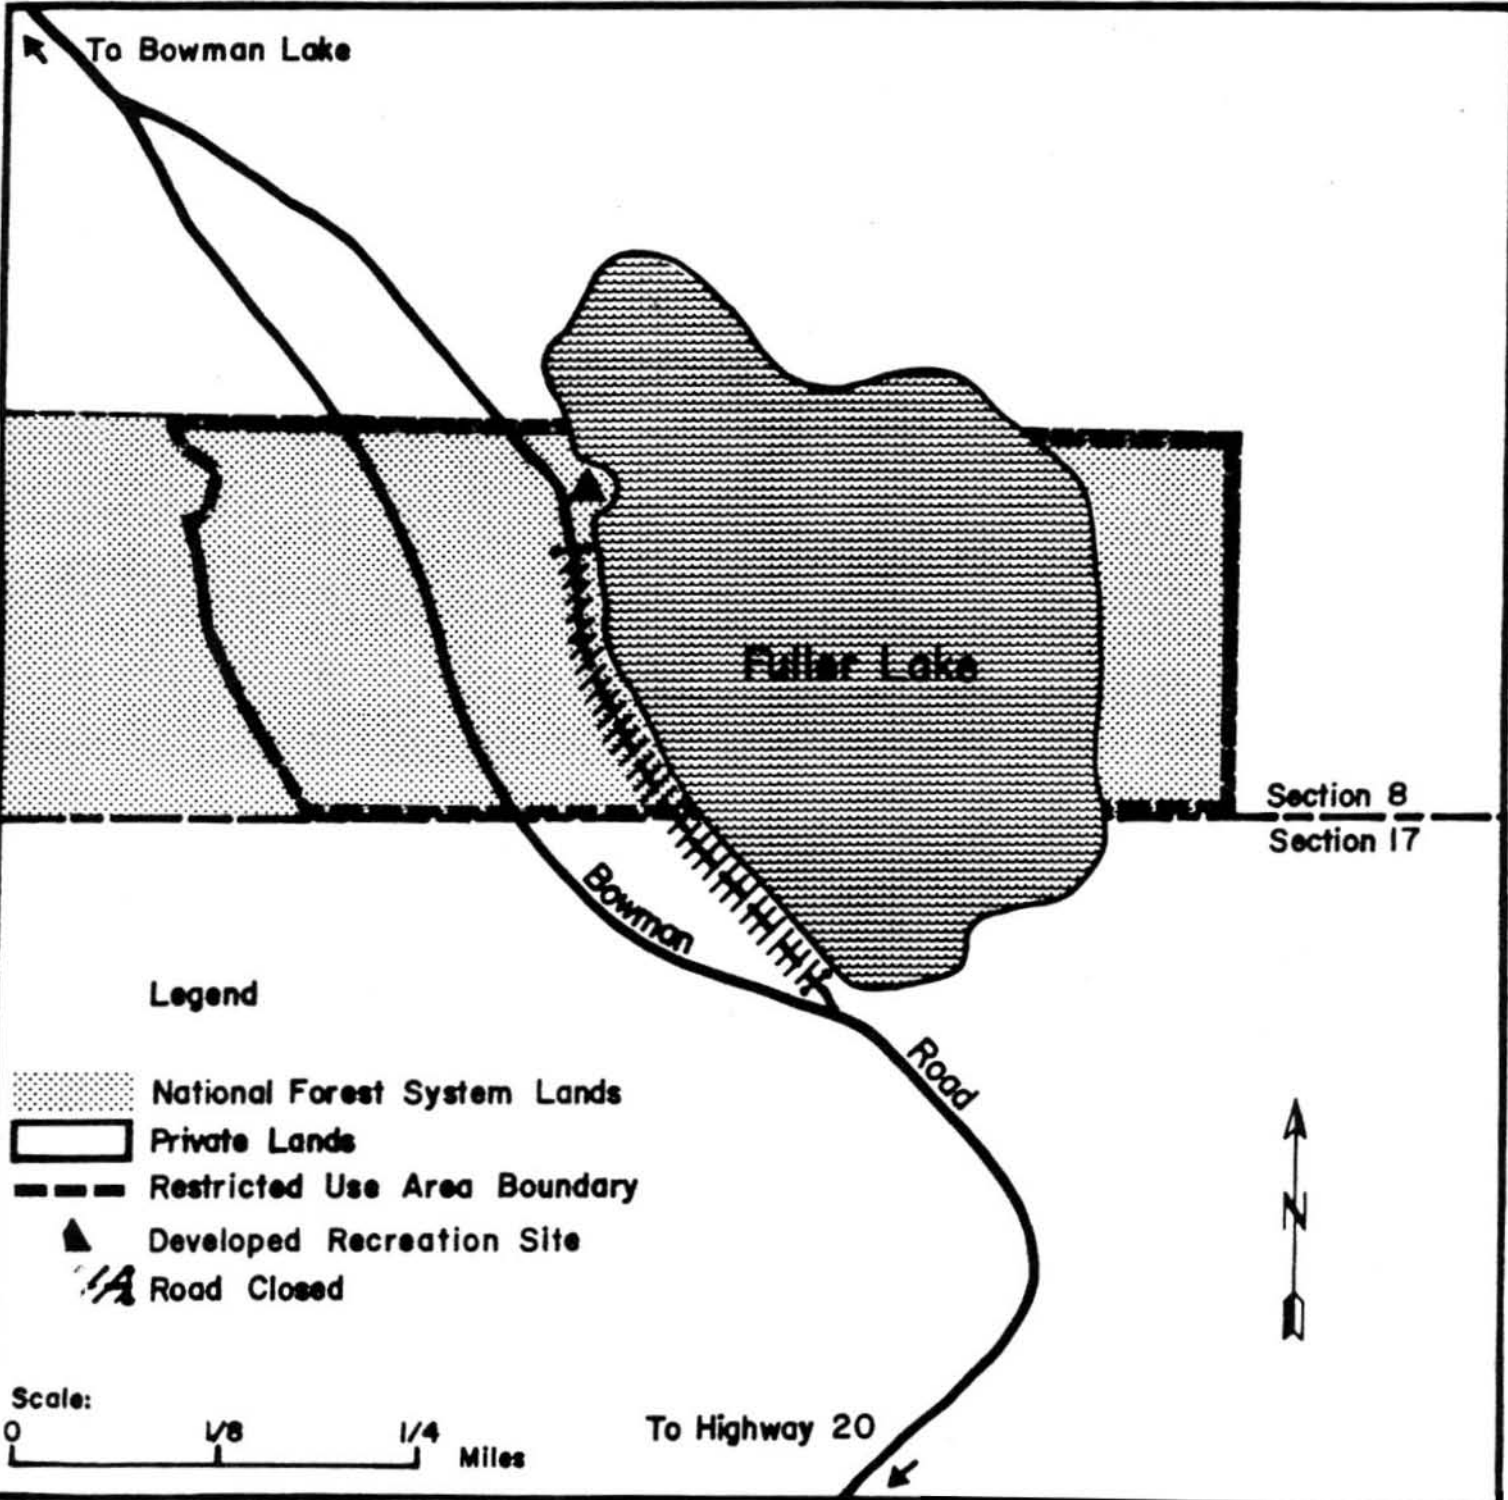 To Bowman Lake
Fuller Lake
Section 8
Section 17
Bowman
Road
Legend
National Forest System Lands
Private Lands
Restricted Use Area Boundary
Developed Recreation Site
Road Closed
N
Scale:
0 1/8 1/4
Miles
To Highway 20